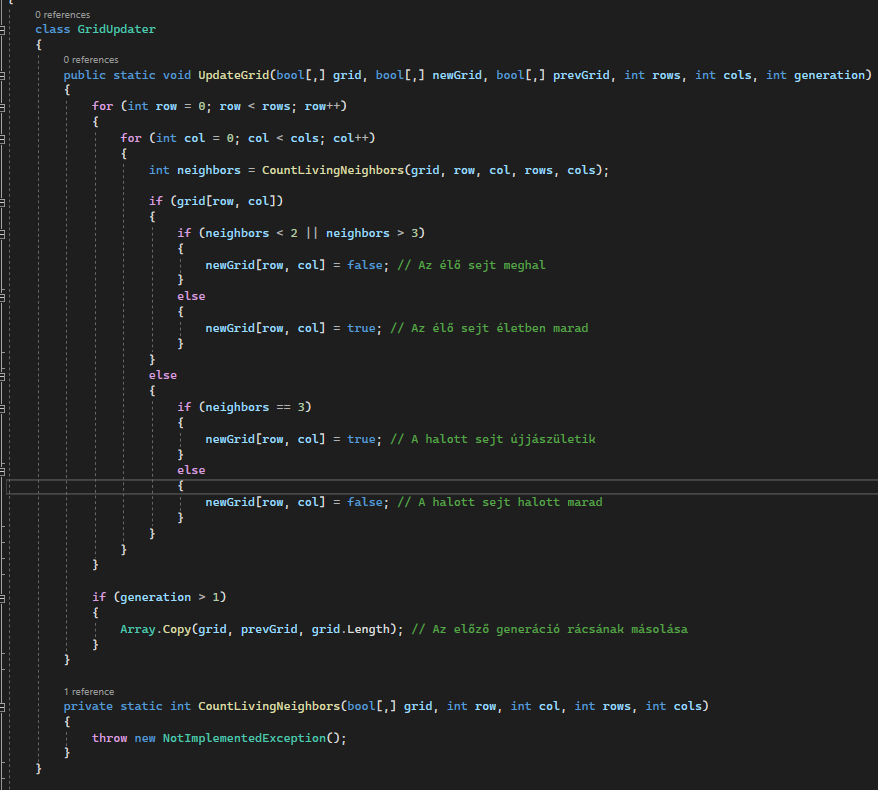 {
0 references
class GridUpdater
{
0 references
public static void UpdateGrid(bool[,] grid, bool[,] newGrid, bool[,] prevGrid, int rows, int cols, int generation)
{
for (int row = 0; row < rows; row++)
{
for (int col = 0; col < cols; col++)
{
int neighbors = CountLivingNeighbors(grid, row, col, rows, cols);
if (grid[row, col])
{
if (neighbors < 2 || neighbors > 3)
{
newGrid[row, col] = false; // Az élő sejt meghal
}
else
{
newGrid[row, col] = true; // Az élő sejt életben marad
}
}
else
{
if (neighbors == 3)
{
newGrid[row, col] = true; // A halott sejt újjászületik
}
else
{
newGrid[row, col] = false; // A halott sejt halott marad
}
}
}
}
if (generation > 1)
{
Array.Copy(grid, prevGrid, grid.Length); // Az előző generáció rácsának másolása
}
}
1 reference
private static int CountLivingNeighbors(bool[,] grid, int row, int col, int rows, int cols)
{
throw new NotImplementedException();
}
}